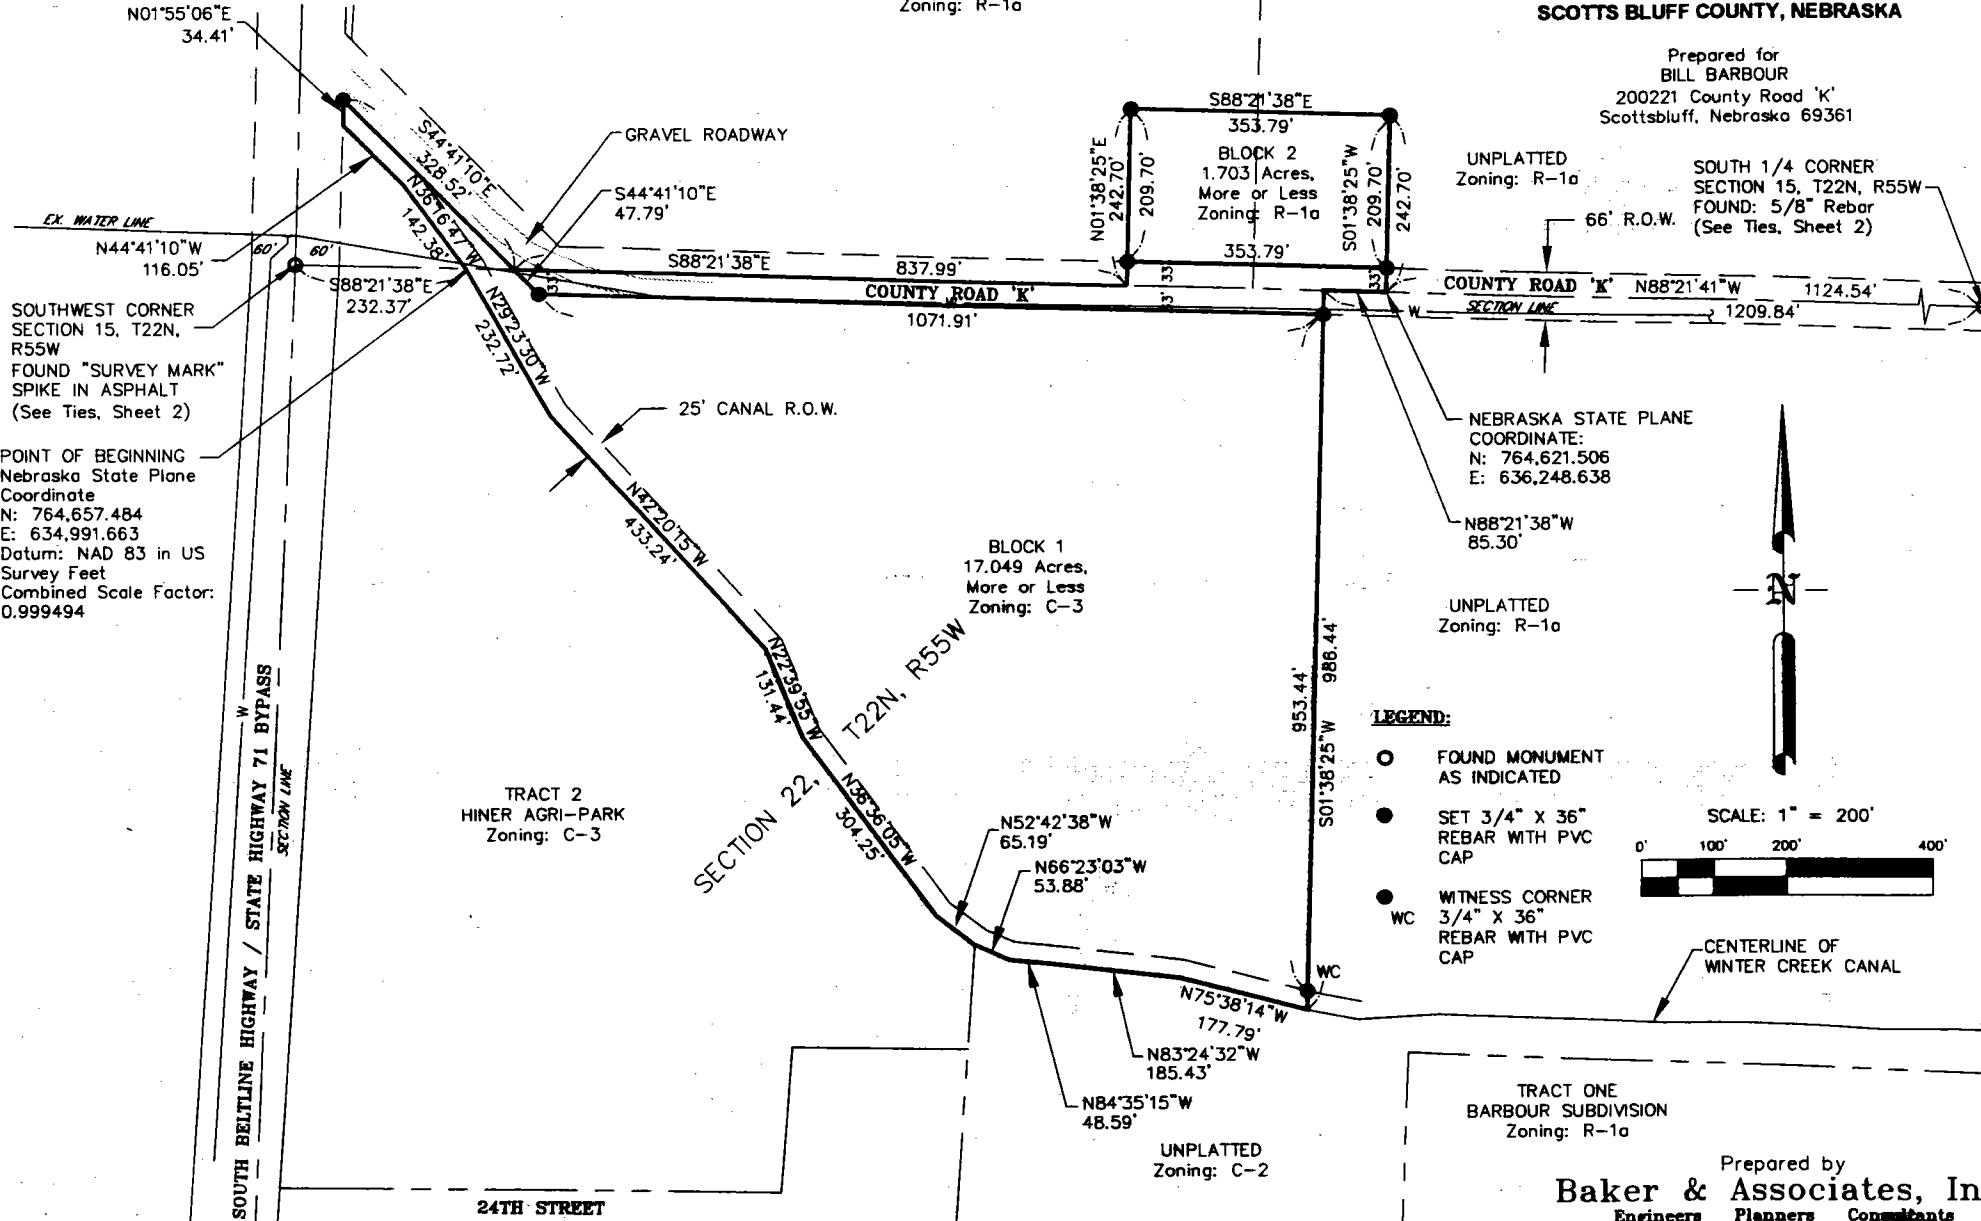 Zoning: R-1a
SCOTTS BLUFF COUNTY, NEBRASKA
Prepared for
BILL BARBOUR
200221 County Road 'K'
Scottsbluff, Nebraska 69361
N01°55'06"E
34.41'
GRAVEL ROADWAY
S44°41'10"E
328.52'
S44°41'10"E
47.79'
N36°16'47"W
142.38'
EX. WATER LINE
N44°41'10"W
116.05'
60'
60'
S88°21'38"E
232.37'
SOUTHWEST CORNER
SECTION 15, T22N,
R55W
FOUND "SURVEY MARK"
SPIKE IN ASPHALT
(See Ties, Sheet 2)
POINT OF BEGINNING
Nebraska State Plane
Coordinate
N: 764,657.484
E: 634,991.663
Datum: NAD 83 in US
Survey Feet
Combined Scale Factor:
0.999494
S88°21'38"E
353.79'
BLOCK 2
1.703 Acres,
More or Less
Zoning: R-1a
353.79'
N01°38'25"E
242.70'
209.70'
S01°38'25"W
209.70'
242.70'
UNPLATTED
Zoning: R-1a
SOUTH 1/4 CORNER
SECTION 15, T22N, R55W
FOUND: 5/8" Rebar
(See Ties, Sheet 2)
66' R.O.W.
S88°21'38"E
837.99'
33'
33'
33'
33'
COUNTY ROAD 'K'
1071.91'
COUNTY ROAD 'K'
N88°21'41"W
1124.54'
SECTION LINE
W
1209.84'
N29°23'30"W
232.72'
25' CANAL R.O.W.
NEBRASKA STATE PLANE
COORDINATE:
N: 764,621.506
E: 636,248.638
N88°21'38"W
85.30'
N42°20'15"W
433.24'
BLOCK 1
17.049 Acres,
More or Less
Zoning: C-3
UNPLATTED
Zoning: R-1a
N
N22°39'55"W
131.44'
SECTION 22, T22N, R55W
953.44'
986.44'
S01°38'25"W
LEGEND:
FOUND MONUMENT
AS INDICATED
SET 3/4" X 36"
REBAR WITH PVC
CAP
WITNESS CORNER
WC 3/4" X 36"
REBAR WITH PVC
CAP
SCALE: 1" = 200'
0' 100' 200' 400'
TRACT 2
HINER AGRI-PARK
Zoning: C-3
N36°36'05"W
304.25'
N52°42'38"W
65.19'
N66°23'03"W
53.88'
WC
N75°38'14"W
177.79'
N83°24'32"W
185.43'
N84°35'15"W
48.59'
CENTERLINE OF
WINTER CREEK CANAL
SOUTH BELTLINE HIGHWAY / STATE HIGHWAY 71 BYPASS
W
SECTION LINE
UNPLATTED
Zoning: C-2
TRACT ONE
BARBOUR SUBDIVISION
Zoning: R-1a
24TH STREET
Prepared by
Baker & Associates, In
Engineers Planners Consultants